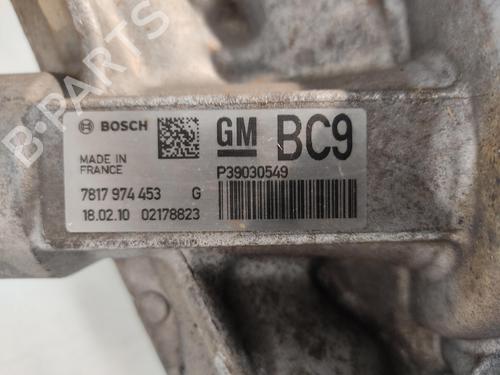 B-PARTS
BOSCH
GM BC9
MADE IN
FRANCE
P39030549
7817 974 453 G
18.02.10 02178823